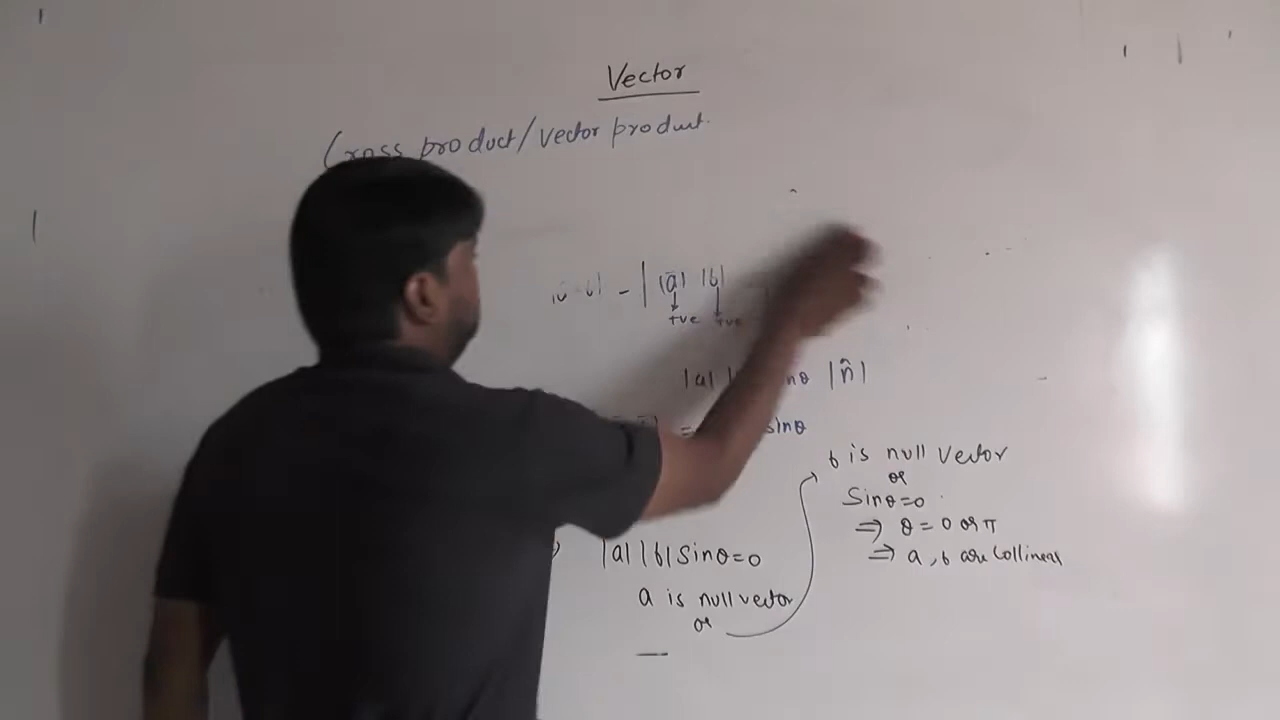 Vector
Cross product/vector product
- | |a̅| |b|
+ve +ve
|a| sinθ |n̂|
= sinθ
|a| |b| sinθ=0
a is null vector
or
b is null vector
or
Sinθ=0
⇒ θ = 0 or π
⇒ a, b are Collinear